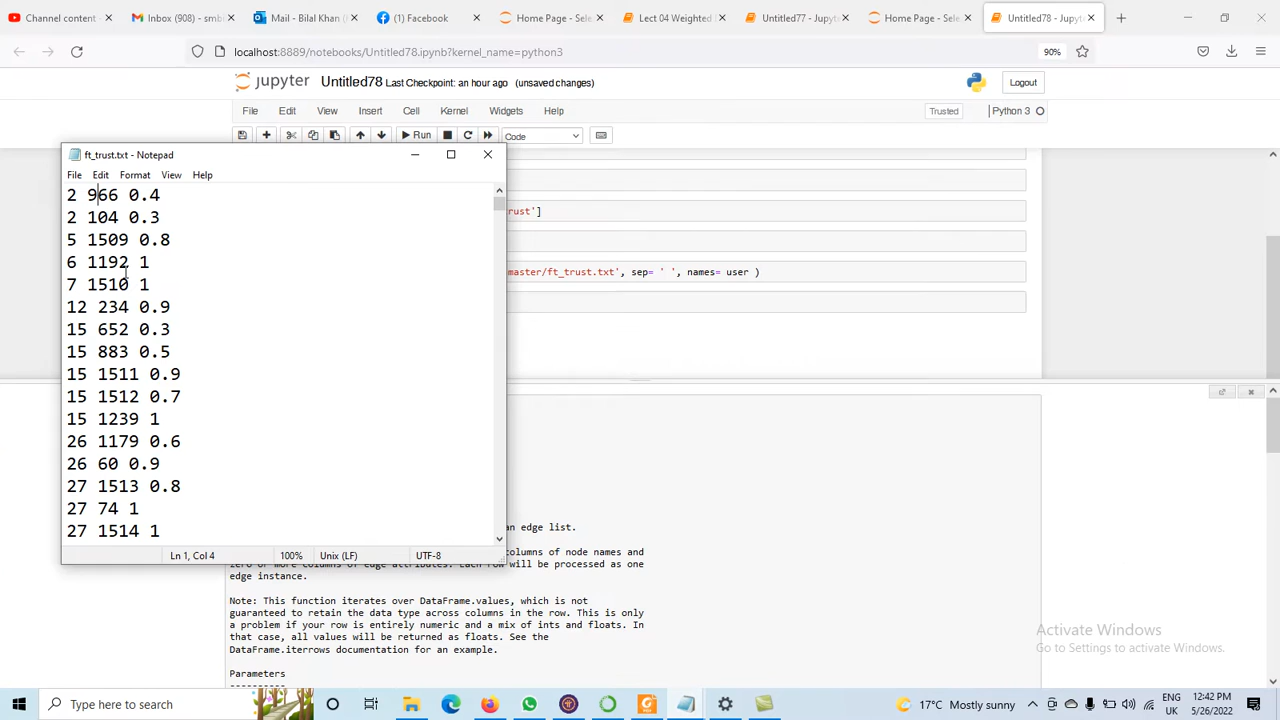 Channel content
Inbox (908) - smbi
Mail - Bilal Khan (
(1) Facebook
Home Page - Sele
Lect 04 Weighted
Untitled77 - Jupyte
Home Page - Sele
Untitled78 - Jupyte
localhost:8889/notebooks/Untitled78.ipynb?kernel_name=python3
90%
jupyter Untitled78 Last Checkpoint: an hour ago (unsaved changes)
Logout
File Edit View Insert Cell Kernel Widgets Help
Trusted
Python 3
Run
Code
ft_trust.txt - Notepad
File Edit Format View Help
2 966 0.4
2 104 0.3
5 1509 0.8
6 1192 1
7 1510 1
12 234 0.9
15 652 0.3
15 883 0.5
15 1511 0.9
15 1512 0.7
15 1239 1
26 1179 0.6
26 60 0.9
27 1513 0.8
27 74 1
27 1514 1
Ln 1, Col 4 100% Unix (LF) UTF-8
rust']
master/ft_trust.txt', sep= ' ', names= user )
an edge list.
columns of node names and
zero or more columns of edge attributes. Each row will be processed as one
edge instance.
Note: This function iterates over DataFrame.values, which is not
guaranteed to retain the data type across columns in the row. This is only
a problem if your row is entirely numeric and a mix of ints and floats. In
that case, all values will be returned as floats. See the
DataFrame.iterrows documentation for an example.
Parameters
----------
Activate Windows
Go to Settings to activate Windows.
Type here to search
17°C Mostly sunny
ENG
UK
12:42 PM
5/26/2022